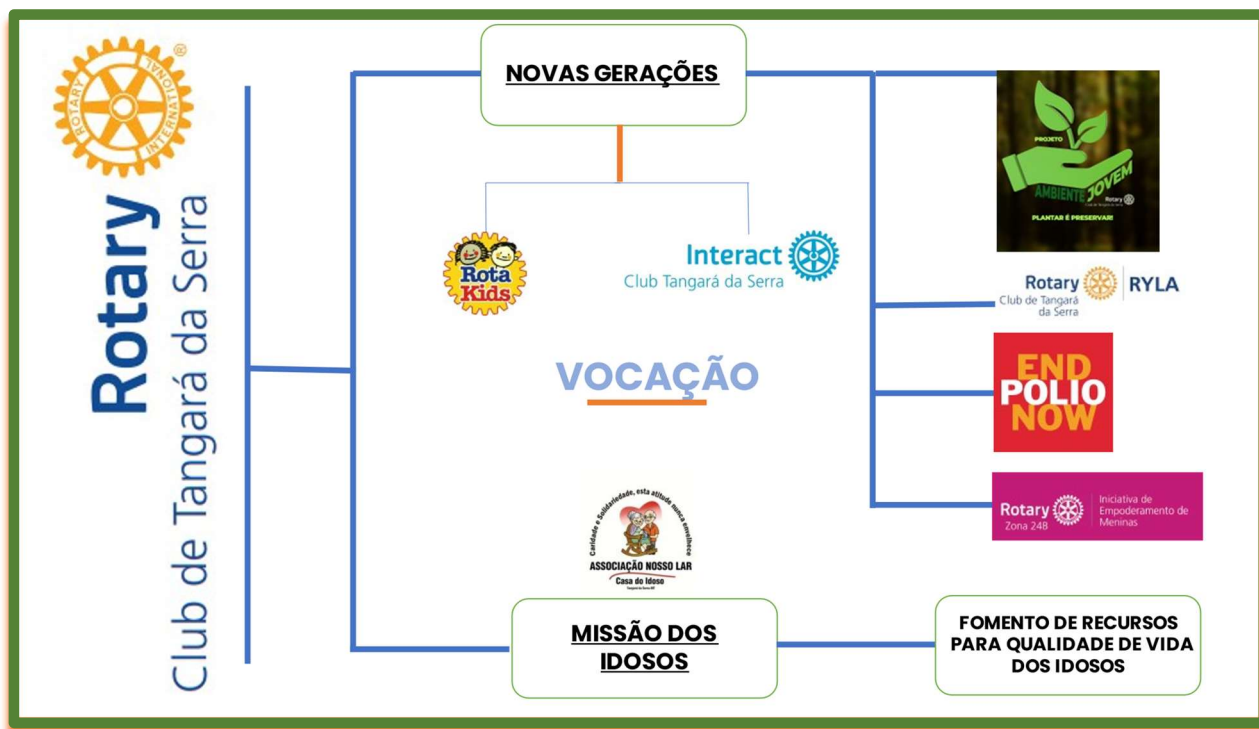 ROTARY
INTERNATIONAL
Rotary
Club de Tangará da Serra
NOVAS GERAÇÕES
Rota
Kids
Interact
Club Tangará da Serra
VOCAÇÃO
PROJETO
AMBIENTE JOVEM
Rotary
PLANTAR É PRESERVAR!
Rotary
Club de Tangará
da Serra
RYLA
END
POLIO
NOW
Rotary
Zona 24B
Iniciativa de
Empoderamento de
Meninas
Caridade e Solidariedade, esta atitude nunca envelhece
ASSOCIAÇÃO NOSSO LAR
Casa do Idoso
MISSÃO DOS
IDOSOS
FOMENTO DE RECURSOS
PARA QUALIDADE DE VIDA
DOS IDOSOS